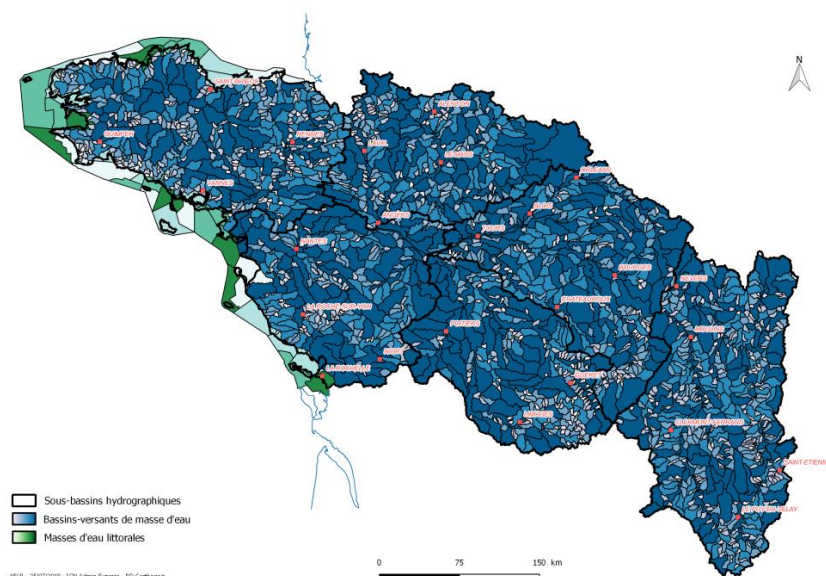 N
SAINT-BRIEUC
ALENCON
QUIMPER
RENNES
LAVAL
LE MANS
ORLEANS
VANNES
BLOIS
ANGERS
TOURS
NANTES
BOURGES
NEVERS
CHATEAUROUX
LA ROCHE-SUR-YON
POITIERS
MOULINS
NIORT
LA ROCHELLE
GUERET
LIMOGES
CLERMONT-FERRAND
SAINT-ETIENN
LE PUY-EN-VELAY
Sous-bassins hydrographiques
Bassins-versants de masse d'eau
Masses d'eau littorales
0 75 150 km